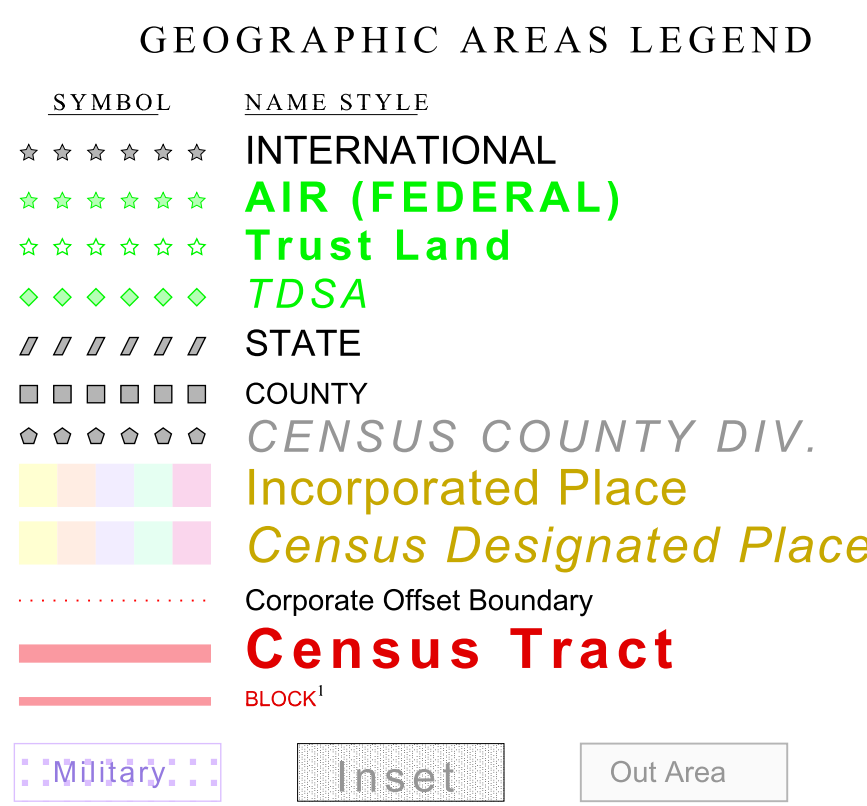 GEOGRAPHIC AREAS LEGEND
SYMBOL NAME STYLE
INTERNATIONAL
AIR (FEDERAL)
Trust Land
TDSA
STATE
COUNTY
CENSUS COUNTY DIV.
Incorporated Place
Census Designated Place
Corporate Offset Boundary
Census Tract
BLOCK¹
Military Inset Out Area